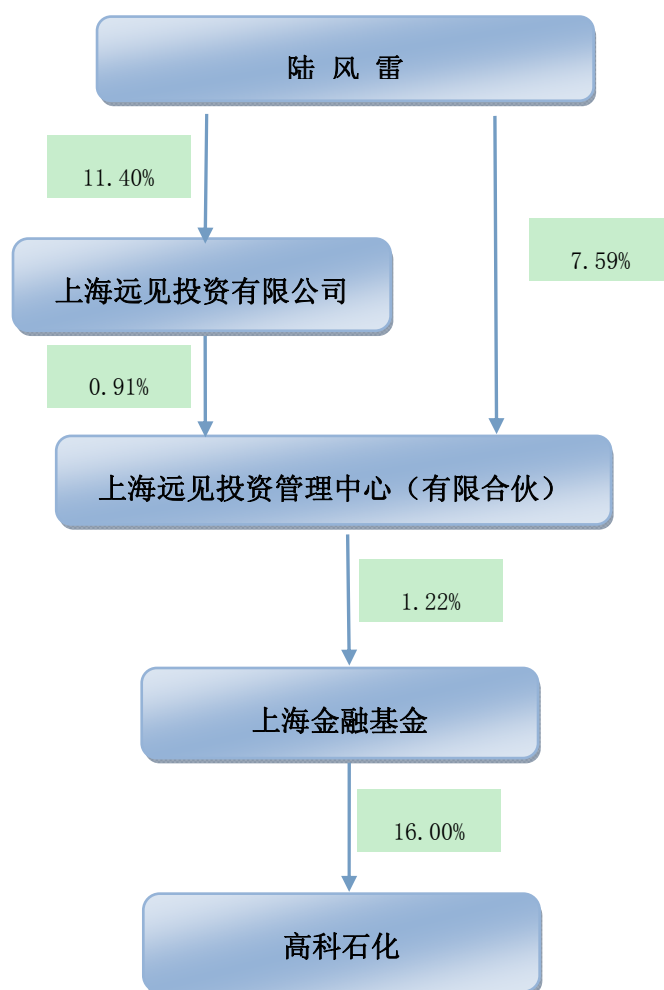 陆 风 雷
11.40%
7.59%
上海远见投资有限公司
0.91%
上海远见投资管理中心（有限合伙）
1.22%
上海金融基金
16.00%
高科石化